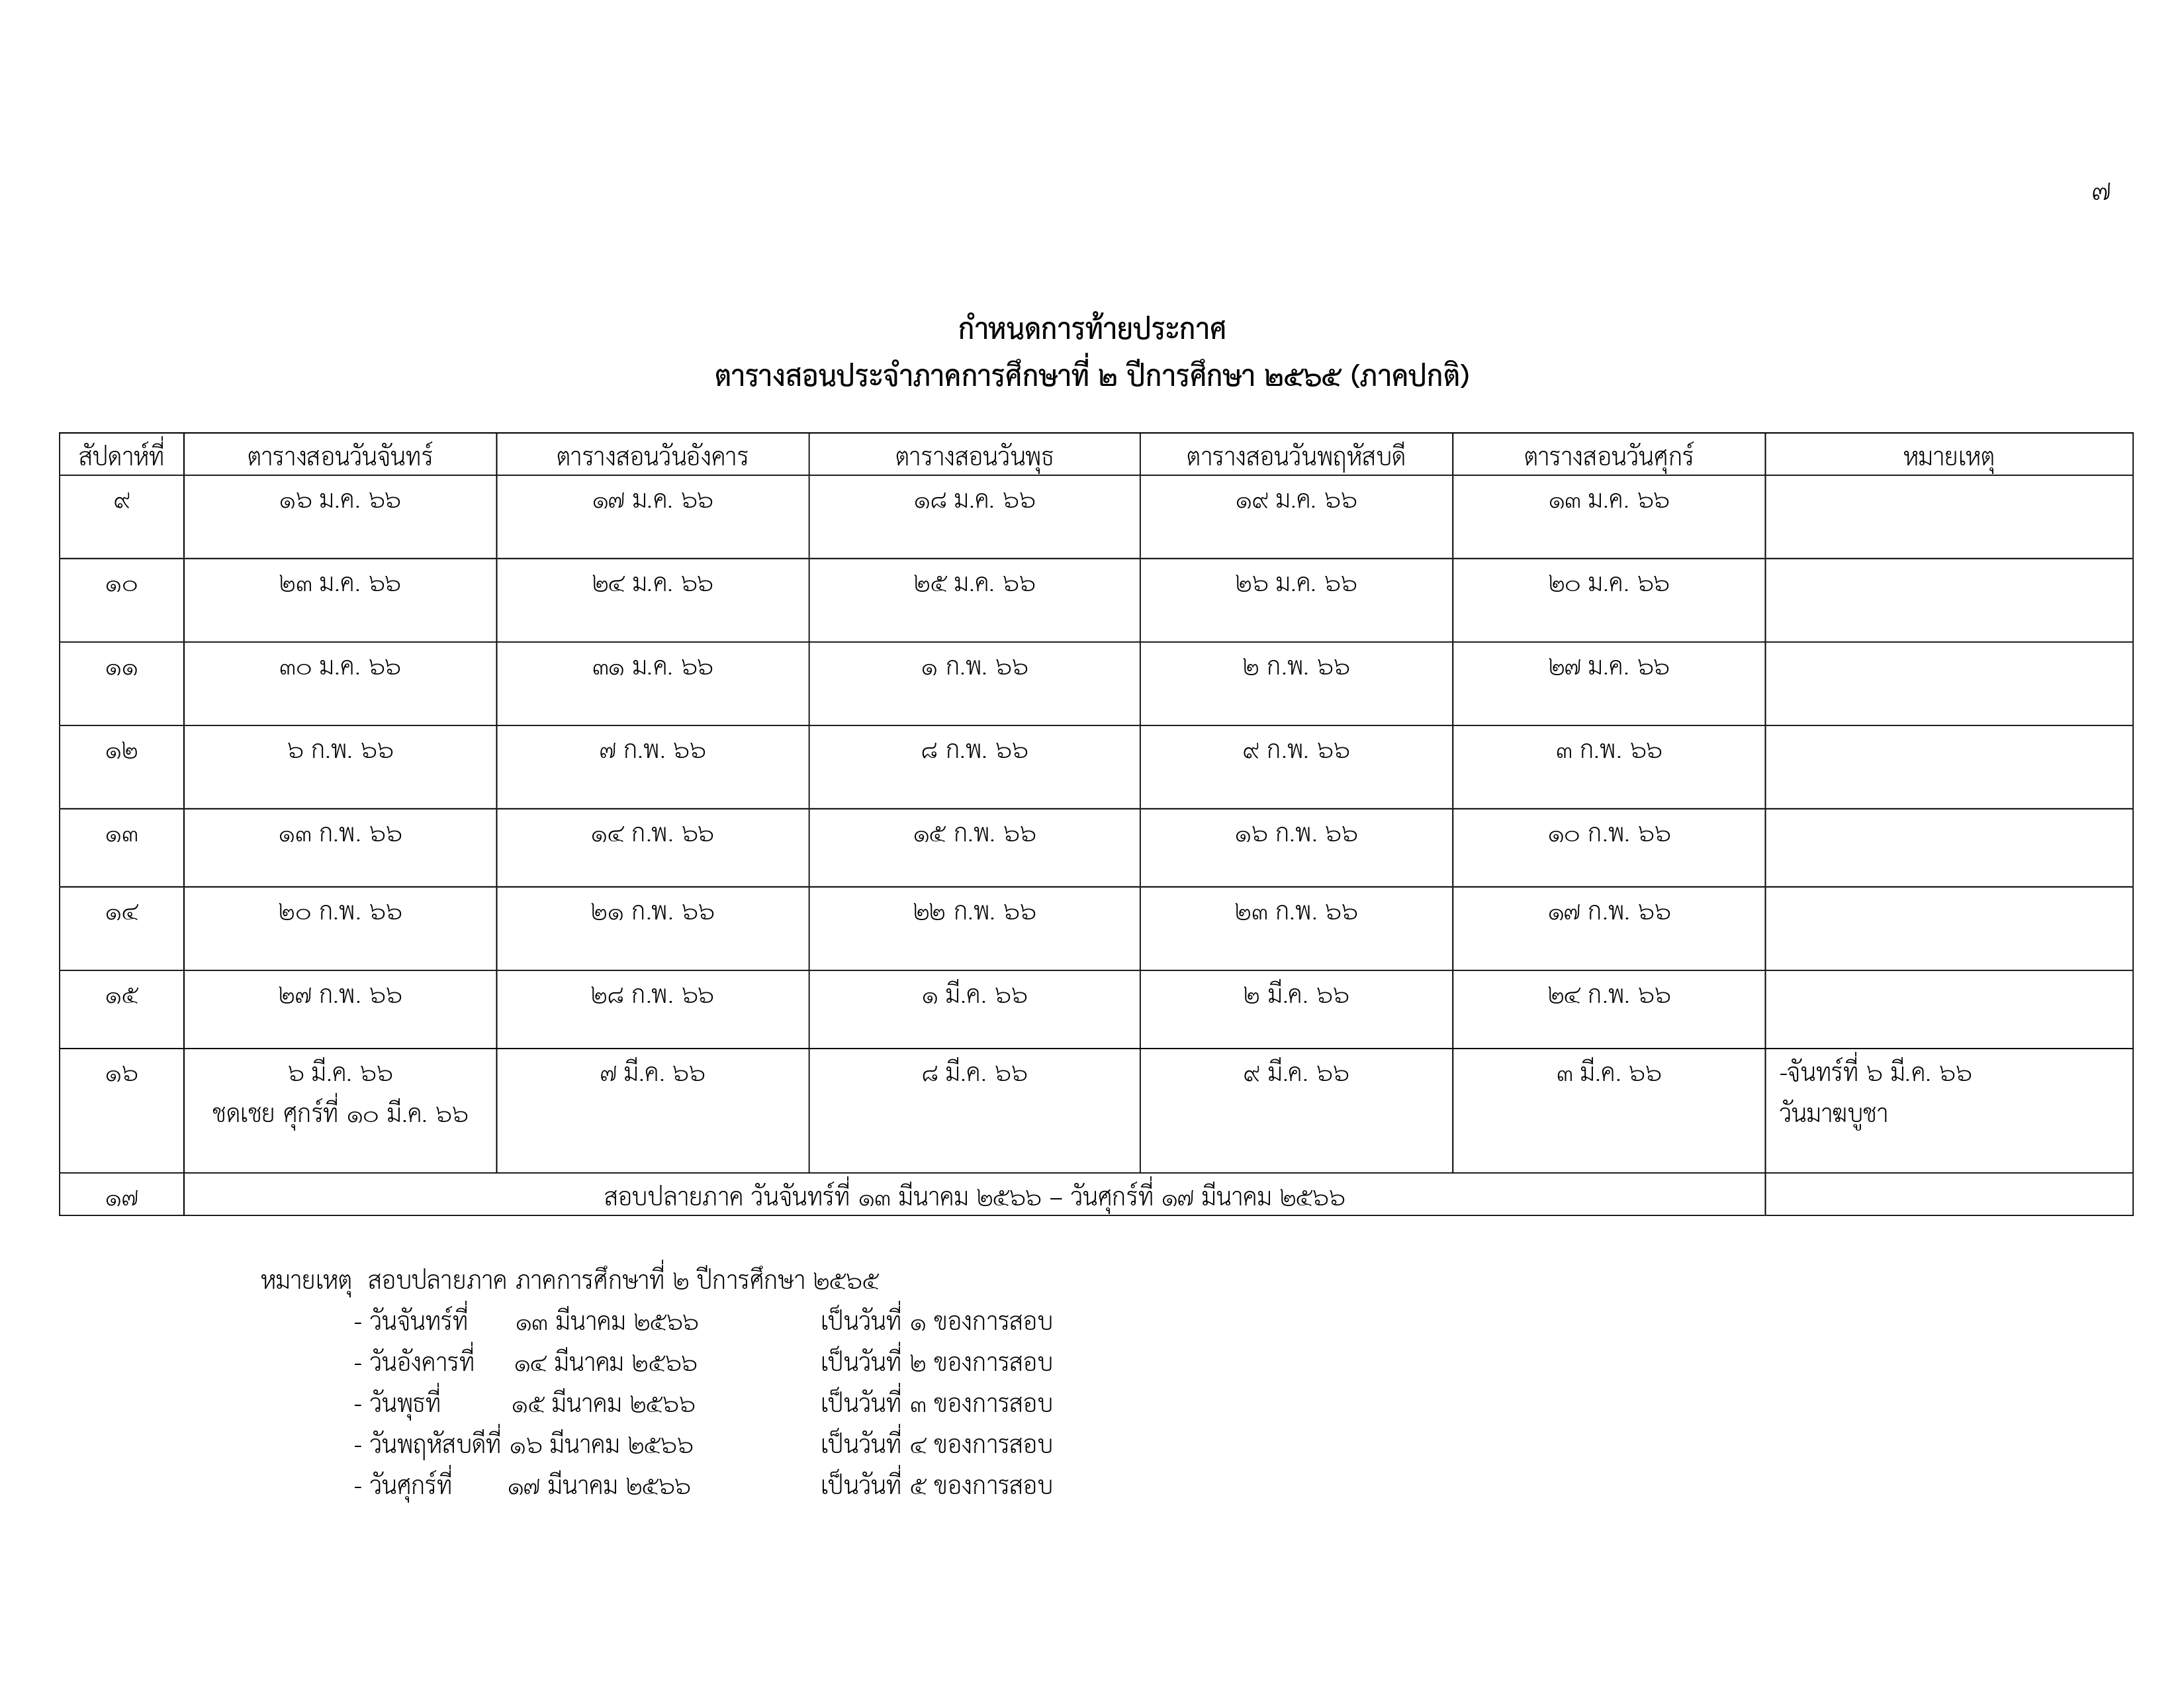 ๗
กำหนดการท้ายประกาศ
ตารางสอนประจำภาคการศึกษาที่ ๒ ปีการศึกษา ๒๕๖๕ (ภาคปกติ)
สัปดาห์ที่ ตารางสอนวันจันทร์ ตารางสอนวันอังคาร ตารางสอนวันพุธ ตารางสอนวันพฤหัสบดี ตารางสอนวันศุกร์ หมายเหตุ
๙ ๑๖ ม.ค. ๖๖ ๑๗ ม.ค. ๖๖ ๑๘ ม.ค. ๖๖ ๑๙ ม.ค. ๖๖ ๑๓ ม.ค. ๖๖
๑๐ ๒๓ ม.ค. ๖๖ ๒๔ ม.ค. ๖๖ ๒๕ ม.ค. ๖๖ ๒๖ ม.ค. ๖๖ ๒๐ ม.ค. ๖๖
๑๑ ๓๐ ม.ค. ๖๖ ๓๑ ม.ค. ๖๖ ๑ ก.พ. ๖๖ ๒ ก.พ. ๖๖ ๒๗ ม.ค. ๖๖
๑๒ ๖ ก.พ. ๖๖ ๗ ก.พ. ๖๖ ๘ ก.พ. ๖๖ ๙ ก.พ. ๖๖ ๓ ก.พ. ๖๖
๑๓ ๑๓ ก.พ. ๖๖ ๑๔ ก.พ. ๖๖ ๑๕ ก.พ. ๖๖ ๑๖ ก.พ. ๖๖ ๑๐ ก.พ. ๖๖
๑๔ ๒๐ ก.พ. ๖๖ ๒๑ ก.พ. ๖๖ ๒๒ ก.พ. ๖๖ ๒๓ ก.พ. ๖๖ ๑๗ ก.พ. ๖๖
๑๕ ๒๗ ก.พ. ๖๖ ๒๘ ก.พ. ๖๖ ๑ มี.ค. ๖๖ ๒ มี.ค. ๖๖ ๒๔ ก.พ. ๖๖
๑๖ ๖ มี.ค. ๖๖ ๗ มี.ค. ๖๖ ๘ มี.ค. ๖๖ ๙ มี.ค. ๖๖ ๓ มี.ค. ๖๖ -จันทร์ที่ ๖ มี.ค. ๖๖
ชดเชย ศุกร์ที่ ๑๐ มี.ค. ๖๖ วันมาฆบูชา
๑๗ สอบปลายภาค วันจันทร์ที่ ๑๓ มีนาคม ๒๕๖๖ – วันศุกร์ที่ ๑๗ มีนาคม ๒๕๖๖
หมายเหตุ สอบปลายภาค ภาคการศึกษาที่ ๒ ปีการศึกษา ๒๕๖๕
- วันจันทร์ที่ ๑๓ มีนาคม ๒๕๖๖ เป็นวันที่ ๑ ของการสอบ
- วันอังคารที่ ๑๔ มีนาคม ๒๕๖๖ เป็นวันที่ ๒ ของการสอบ
- วันพุธที่ ๑๕ มีนาคม ๒๕๖๖ เป็นวันที่ ๓ ของการสอบ
- วันพฤหัสบดีที่ ๑๖ มีนาคม ๒๕๖๖ เป็นวันที่ ๔ ของการสอบ
- วันศุกร์ที่ ๑๗ มีนาคม ๒๕๖๖ เป็นวันที่ ๕ ของการสอบ